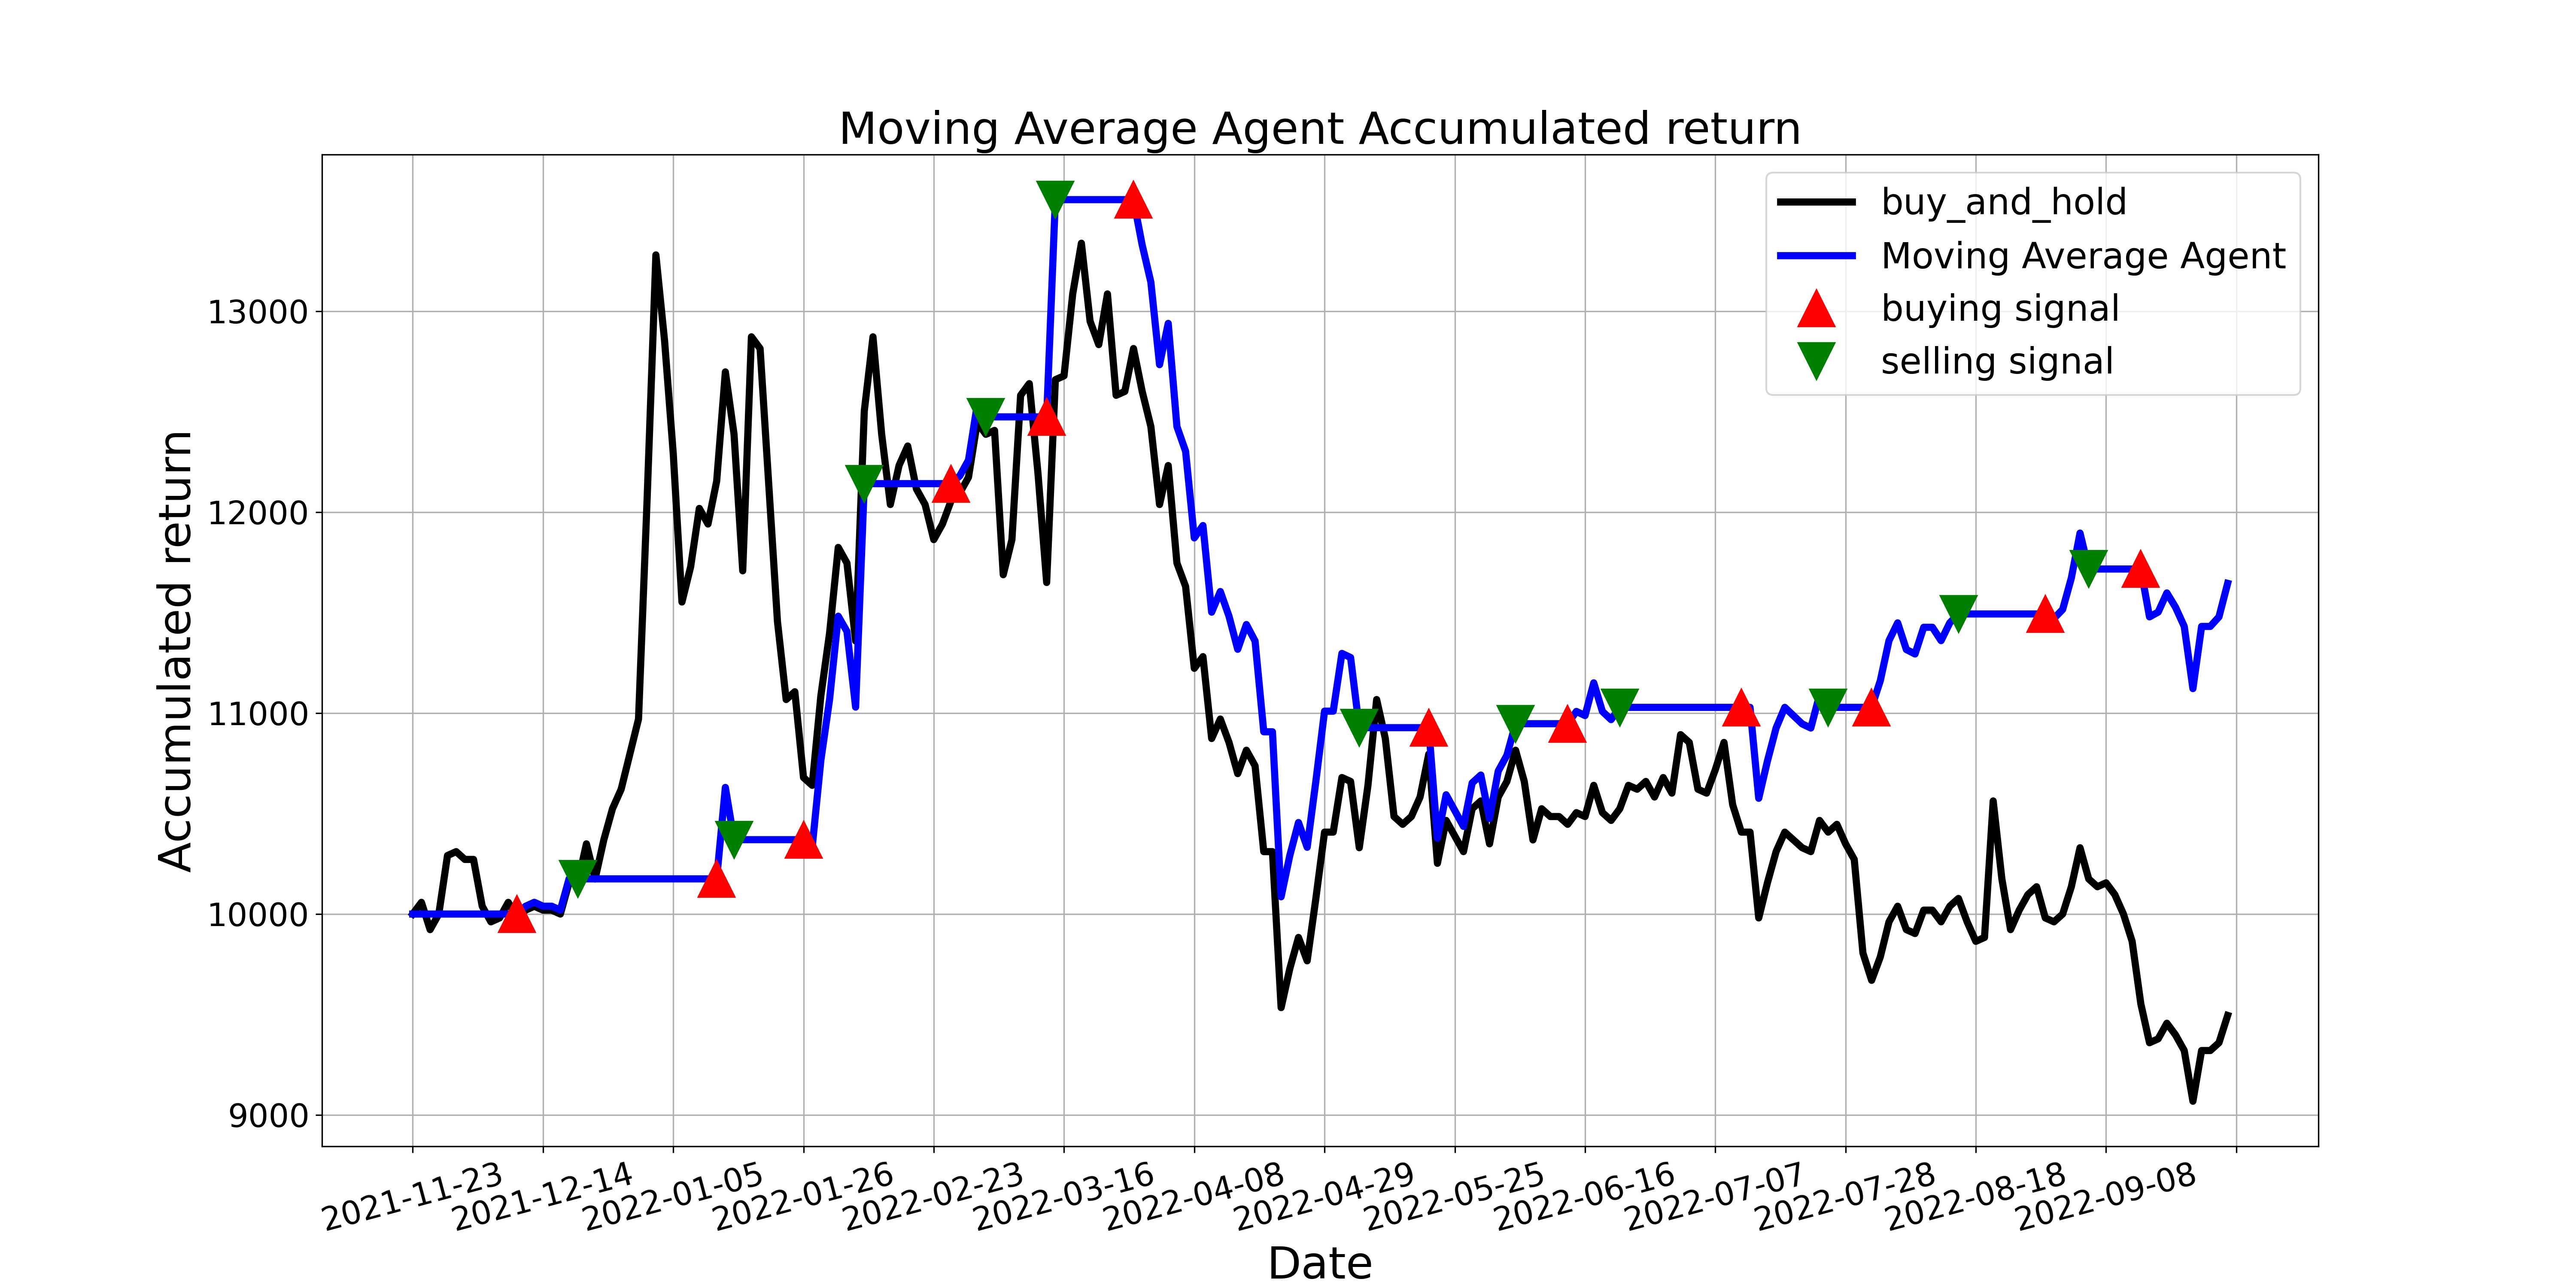 Moving Average Agent Accumulated return
buy_and_hold
Moving Average Agent
buying signal
selling signal
Accumulated return
13000
12000
11000
10000
9000
2021-11-23
2021-12-14
2022-01-05
2022-01-26
2022-02-23
2022-03-16
2022-04-08
2022-04-29
2022-05-25
2022-06-16
2022-07-07
2022-07-28
2022-08-18
2022-09-08
Date